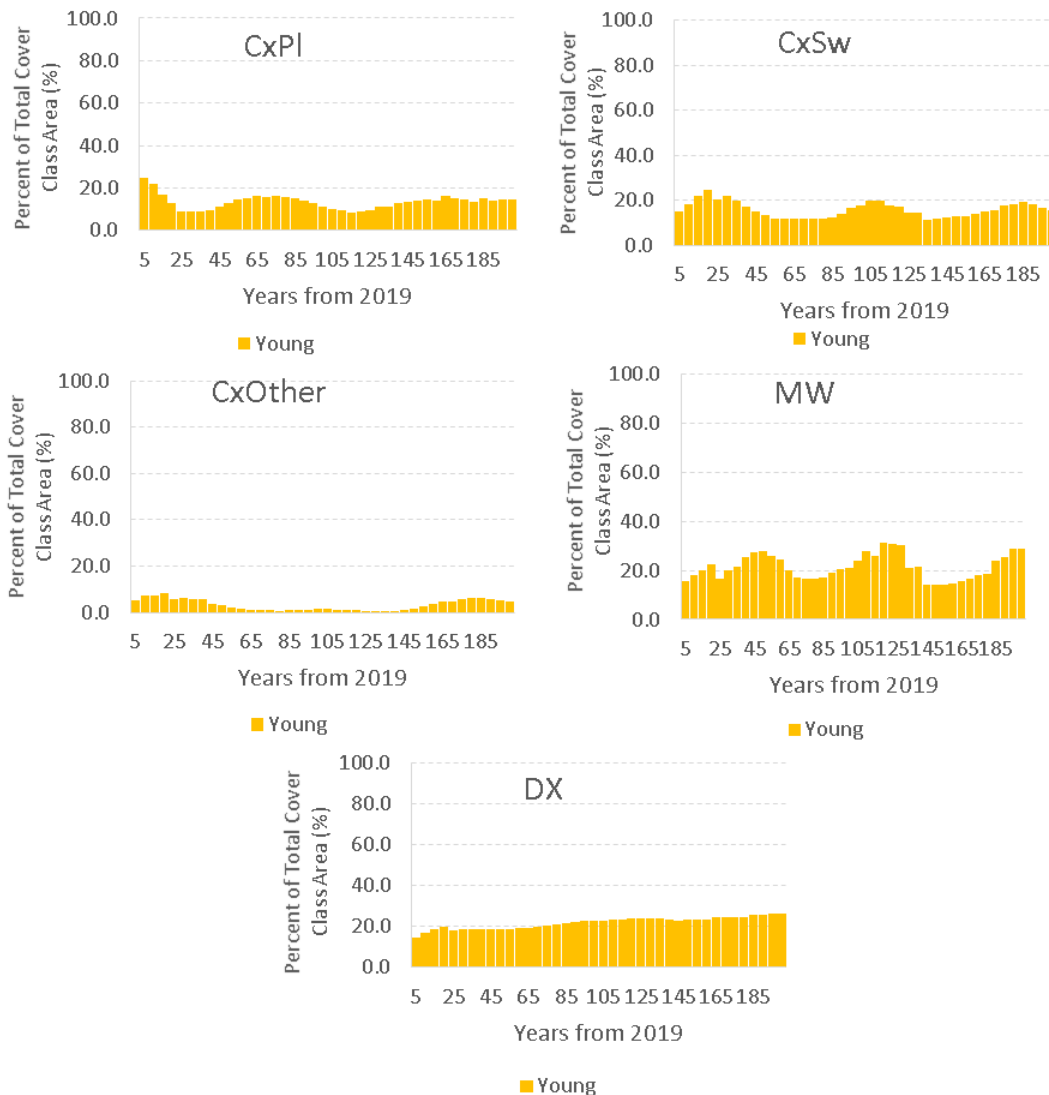 CxPl
Percent of Total Cover
Class Area (%)
100.0
80.0
60.0
40.0
20.0
0.0
5 25 45 65 85 105 125 145 165 185
Years from 2019
Young
CxSw
Percent of Total Cover
Class Area (%)
100.0
80.0
60.0
40.0
20.0
0.0
5 25 45 65 85 105 125 145 165 185
Years from 2019
Young
CxOther
Percent of Total Cover
Class Area (%)
100.0
80.0
60.0
40.0
20.0
0.0
5 25 45 65 85 105 125 145 165 185
Years from 2019
Young
MW
Percent of Total Cover
Class Area (%)
100.0
80.0
60.0
40.0
20.0
0.0
5 25 45 65 85 105 125 145 165 185
Years from 2019
Young
DX
Percent of Total Cover
Class Area (%)
100.0
80.0
60.0
40.0
20.0
0.0
5 25 45 65 85 105 125 145 165 185
Years from 2019
Young